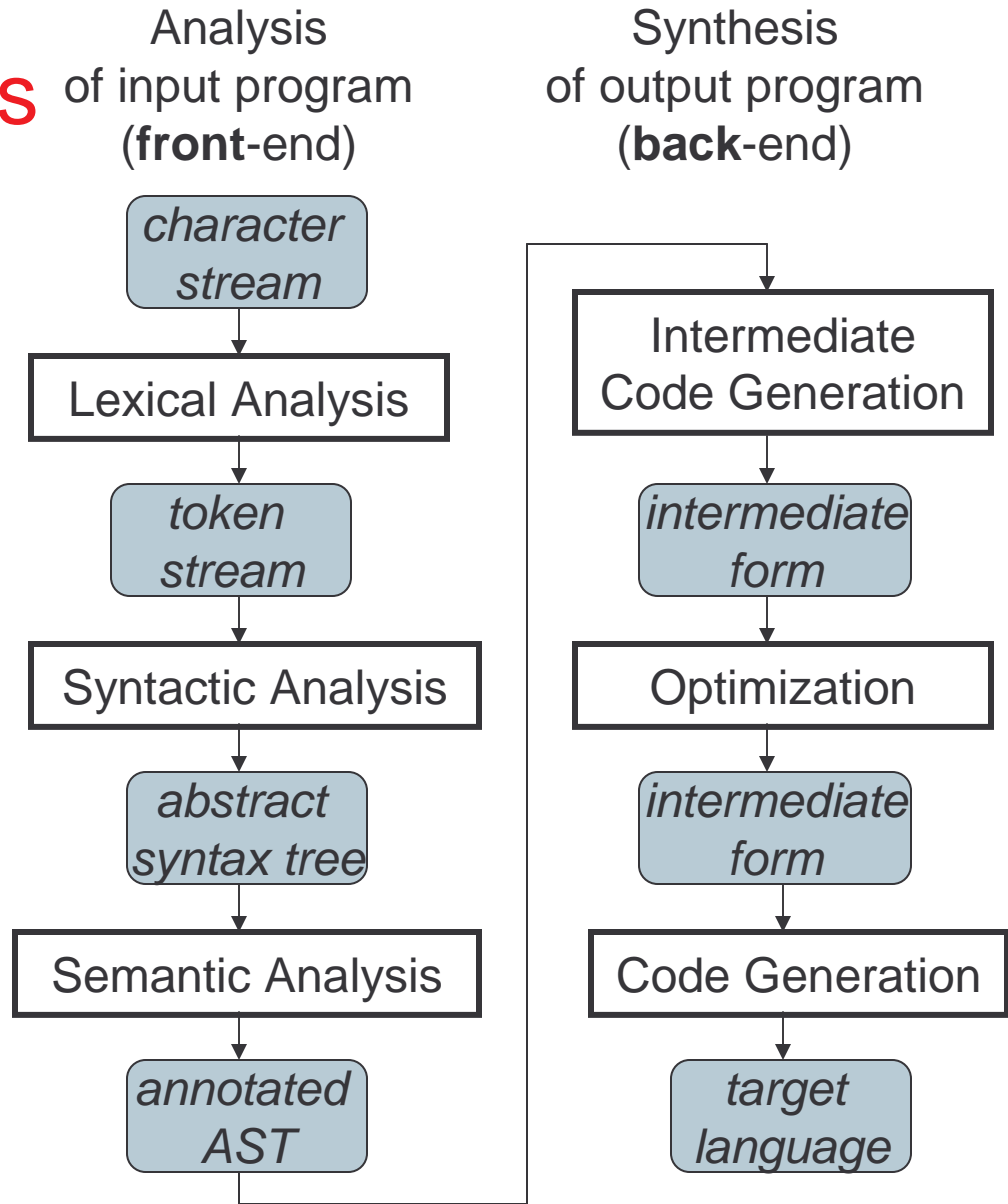 s
Analysis
of input program
(front-end)
character
stream
Lexical Analysis
token
stream
Syntactic Analysis
abstract
syntax tree
Semantic Analysis
annotated
AST
Synthesis
of output program
(back-end)
Intermediate
Code Generation
intermediate
form
Optimization
intermediate
form
Code Generation
target
language